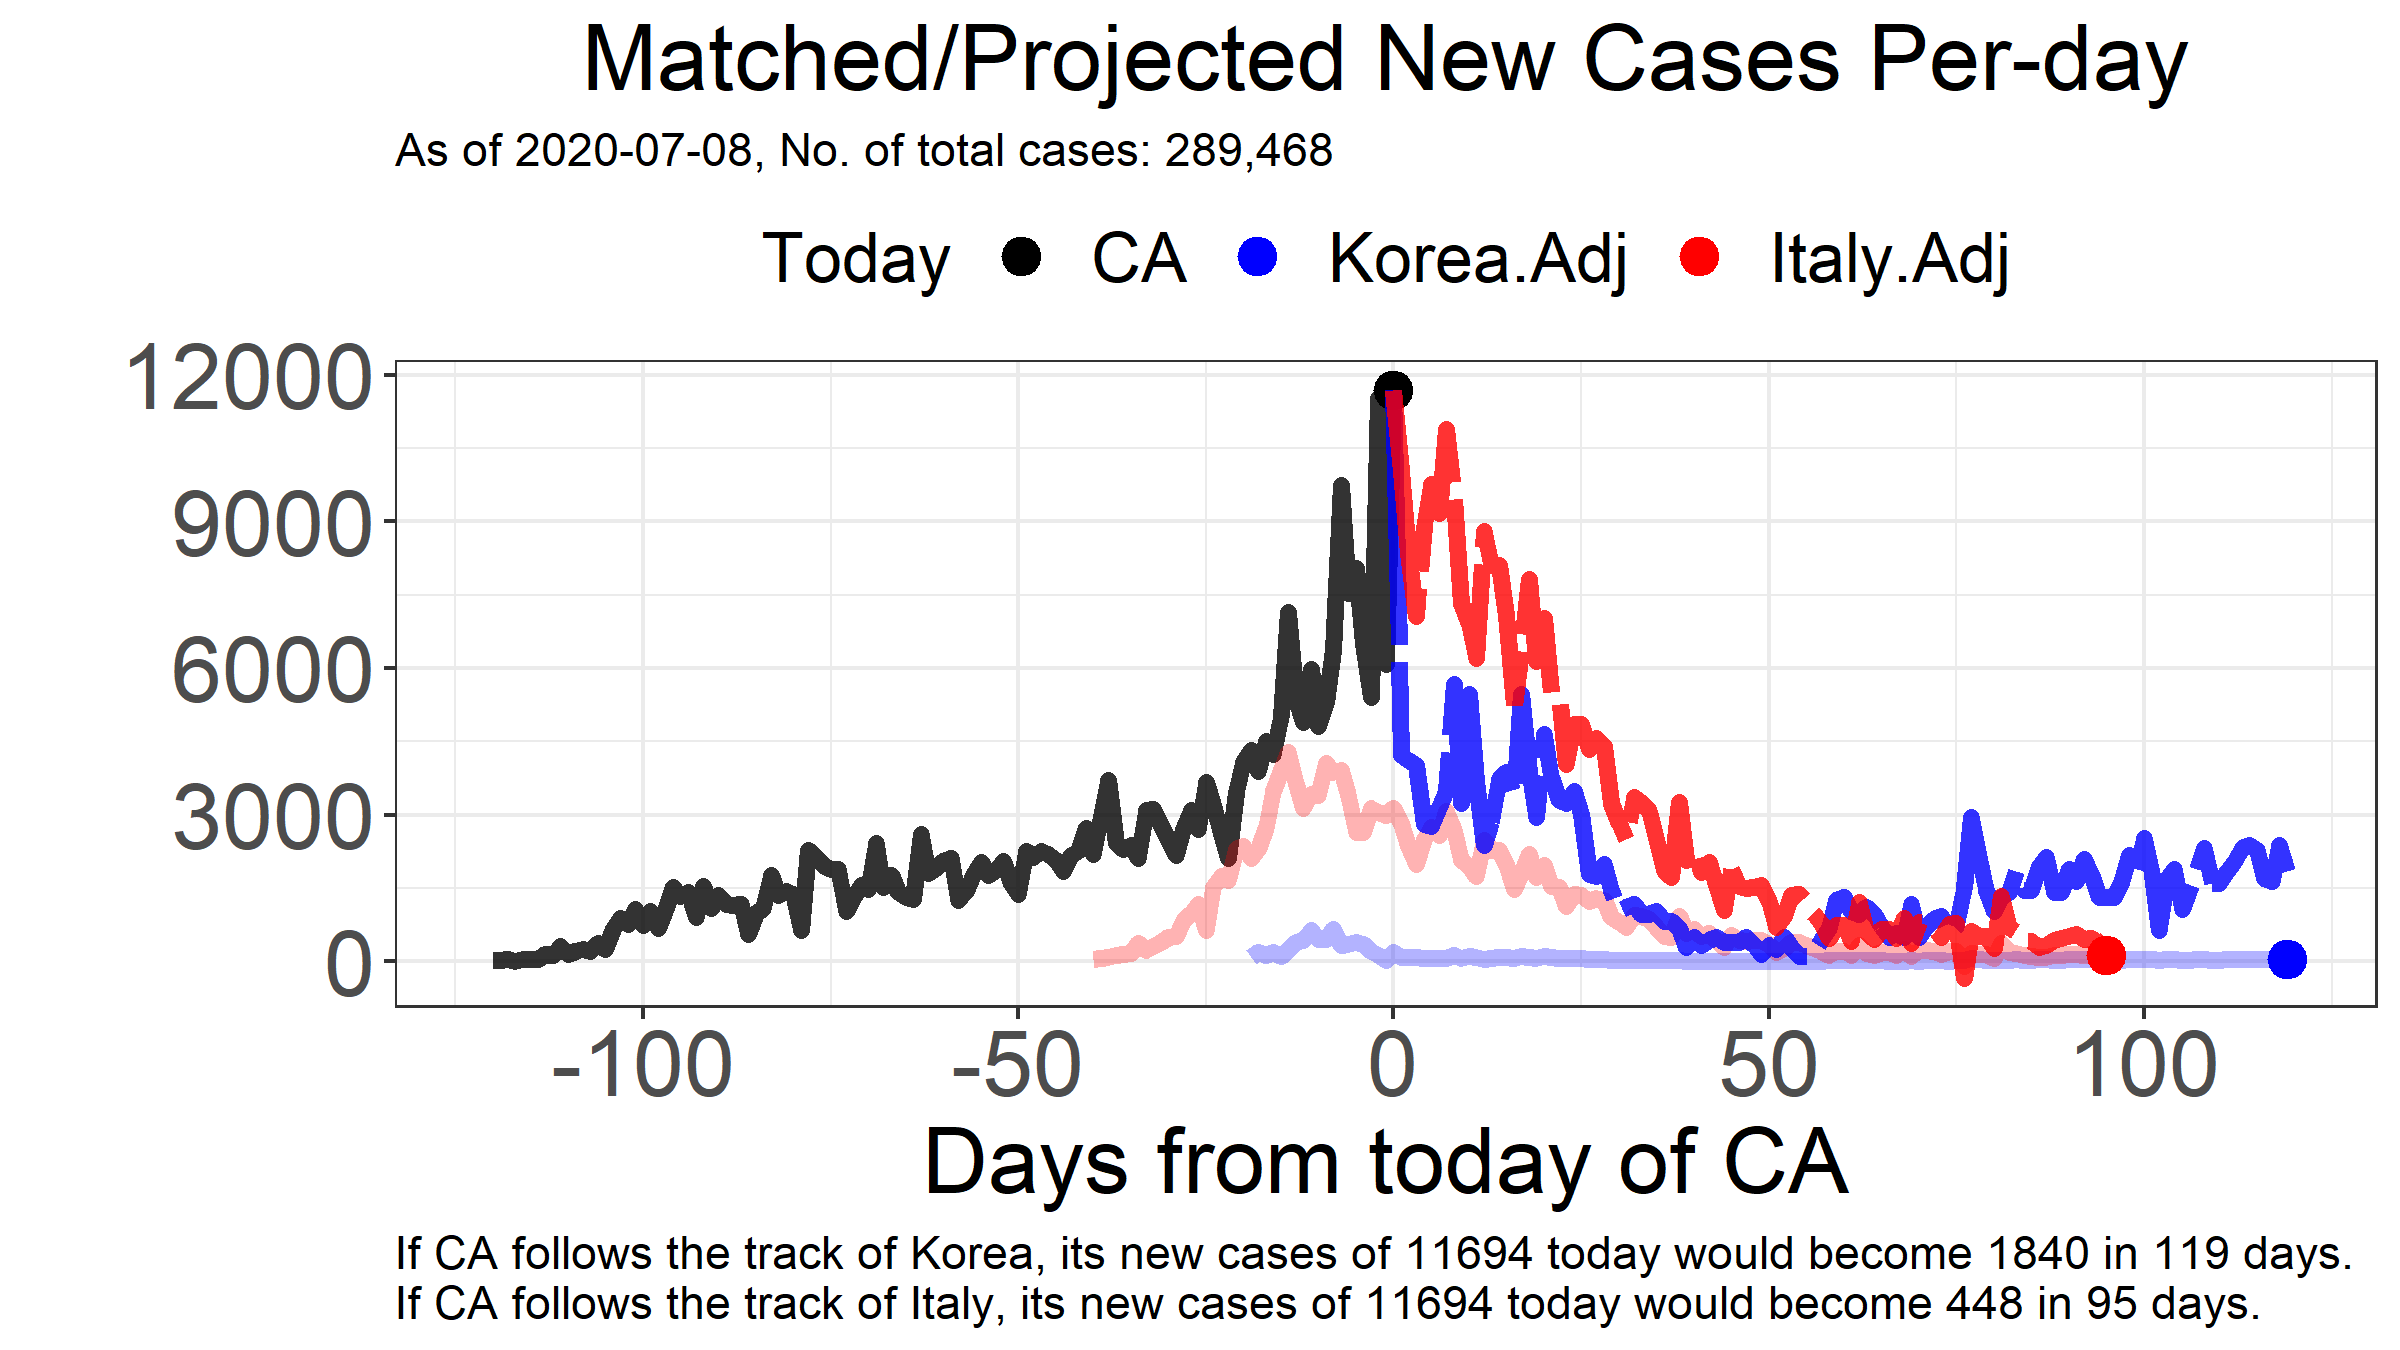 Matched/Projected New Cases Per-day
As of 2020-07-08, No. of total cases: 289,468
Today CA Korea.Adj Italy.Adj
12000
9000
6000
3000
0
-100 -50 0 50 100
Days from today of CA
If CA follows the track of Korea, its new cases of 11694 today would become 1840 in 119 days.
If CA follows the track of Italy, its new cases of 11694 today would become 448 in 95 days.